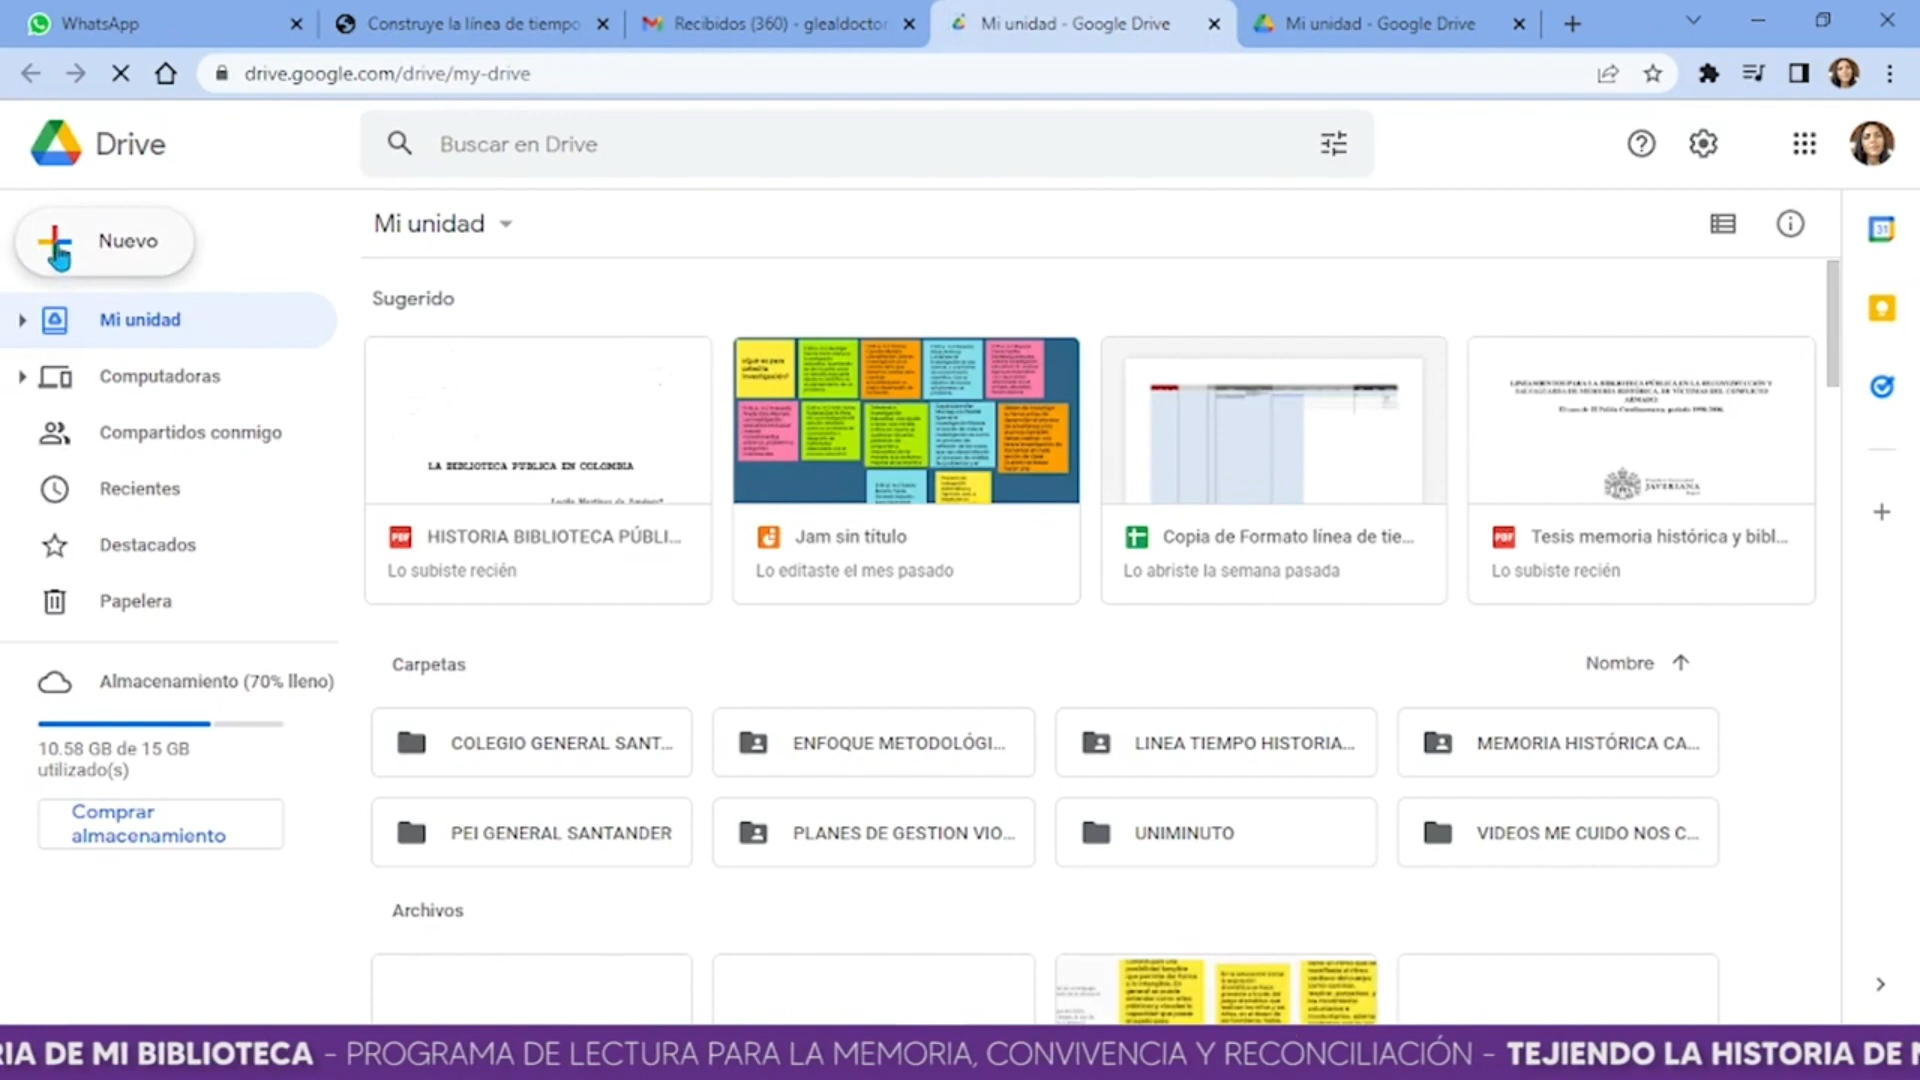 WhatsApp
Construye la línea de tiempo
Recibidos (360) - glealdoctor
Mi unidad - Google Drive
Mi unidad - Google Drive
drive.google.com/drive/my-drive
Drive
Buscar en Drive
Nuevo
Mi unidad
31
Mi unidad
Computadoras
Compartidos conmigo
Recientes
Destacados
Papelera
Almacenamiento (70% lleno)
10.58 GB de 15 GB
utilizado(s)
Comprar
almacenamiento
Sugerido
LA BIBLIOTECA PUBLICA EN COLOMBIA
JAVERIANA
PDF HISTORIA BIBLIOTECA PÚBLI...
Lo subiste recién
Jam sin título
Lo editaste el mes pasado
Copia de Formato línea de tie...
Lo abriste la semana pasada
PDF Tesis memoria histórica y bibl...
Lo subiste recién
Carpetas
Nombre
COLEGIO GENERAL SANT...
ENFOQUE METODOLÓGI...
LINEA TIEMPO HISTORIA...
MEMORIA HISTÓRICA CA...
PEI GENERAL SANTANDER
PLANES DE GESTION VIO...
UNIMINUTO
VIDEOS ME CUIDO NOS C...
Archivos
RIA DE MI BIBLIOTECA - PROGRAMA DE LECTURA PARA LA MEMORIA, CONVIVENCIA Y RECONCILIACIÓN - TEJIENDO LA HISTORIA DE